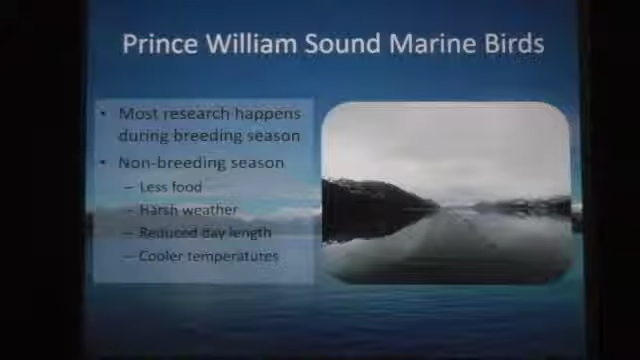 Prince William Sound Marine Birds
• Most research happens
during breeding season
• Non-breeding season
– Less food
– Harsh weather
– Reduced day length
– Cooler temperatures